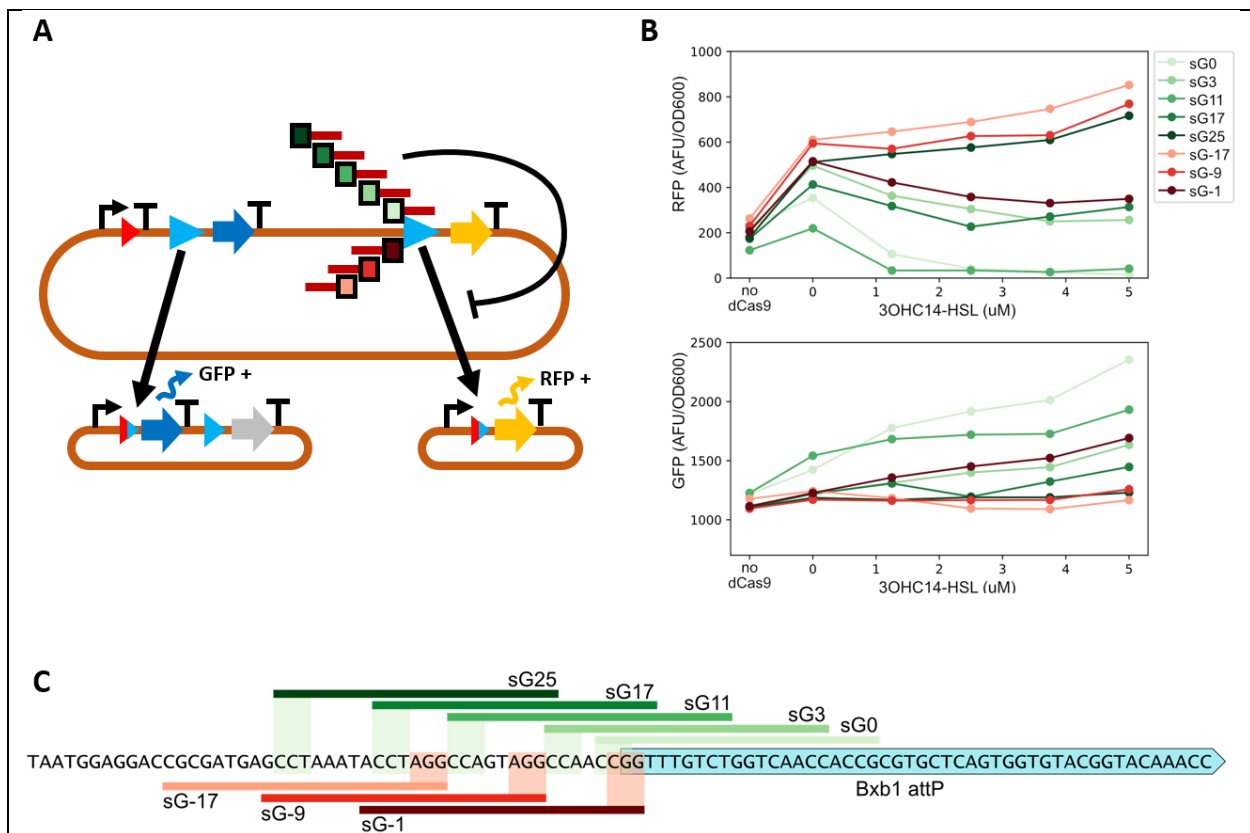 A
GFP +
RFP +
B
1000
800
600
400
200
0
RFP (AFU/OD600)
no
dCas9
0
1
2
3
4
5
3OHC14-HSL (uM)
sG0
sG3
sG11
sG17
sG25
sG-17
sG-9
sG-1
2500
2000
1500
1000
GFP (AFU/OD600)
no
dCas9
0
1
2
3
4
5
3OHC14-HSL (uM)
C
sG25
sG17
sG11
sG3
sG0
TAATGGAGGACCGCGATGAGCCTAAATACCTAGGCCAGTAGGCCAACCGGTTTGTCTGGTCAACCACCGCGTGCTCAGTGGTGTACGGTACAAACC
Bxb1 attP
sG-17
sG-9
sG-1